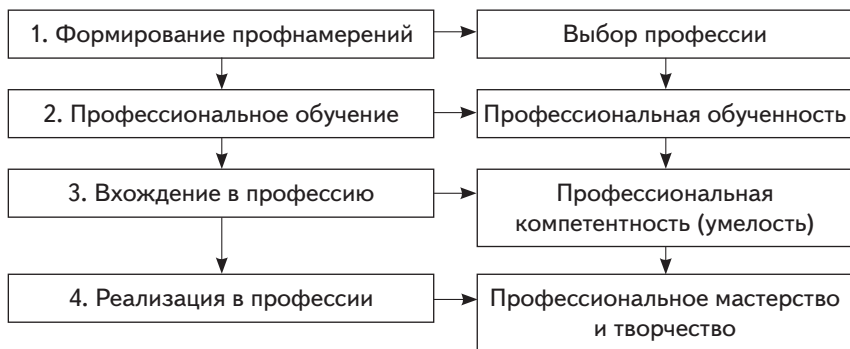 1. Формирование профнамерений
Выбор профессии
2. Профессиональное обучение
Профессиональная обученность
3. Вхождение в профессию
Профессиональная
компетентность (умелость)
4. Реализация в профессии
Профессиональное мастерство
и творчество